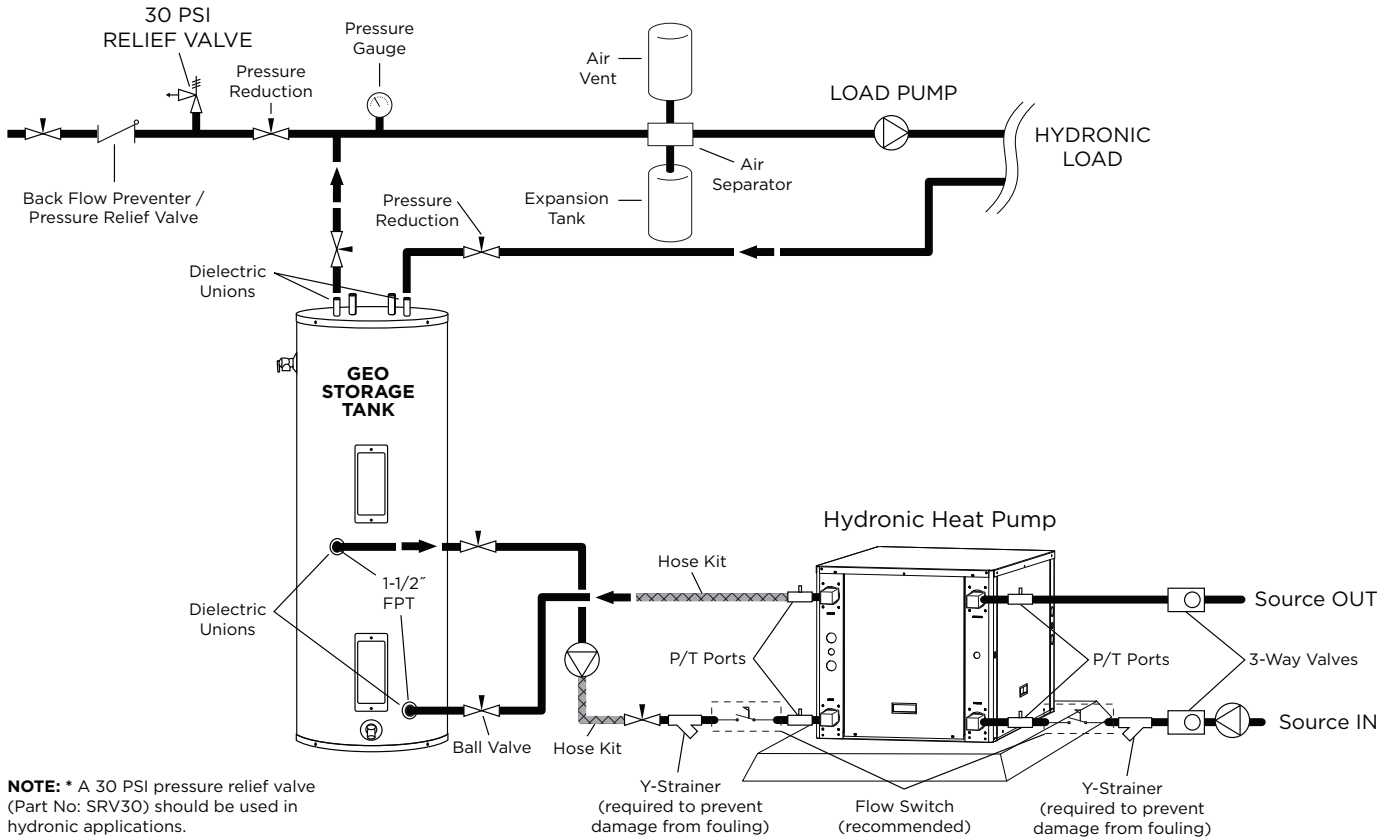 30 PSI
RELIEF VALVE
Pressure
Reduction
Pressure
Gauge
Air
Vent
LOAD PUMP
HYDRONIC
LOAD
Back Flow Preventer /
Pressure Relief Valve
Air
Separator
Expansion
Tank
Pressure
Reduction
Dielectric
Unions
GEO
STORAGE
TANK
Hydronic Heat Pump
Hose Kit
1-1/2˝
FPT
Dielectric
Unions
Source OUT
P/T Ports
P/T Ports
3-Way Valves
Source IN
Ball Valve
Hose Kit
Y-Strainer
(required to prevent
damage from fouling)
Flow Switch
(recommended)
Y-Strainer
(required to prevent
damage from fouling)
NOTE: * A 30 PSI pressure relief valve
(Part No: SRV30) should be used in
hydronic applications.